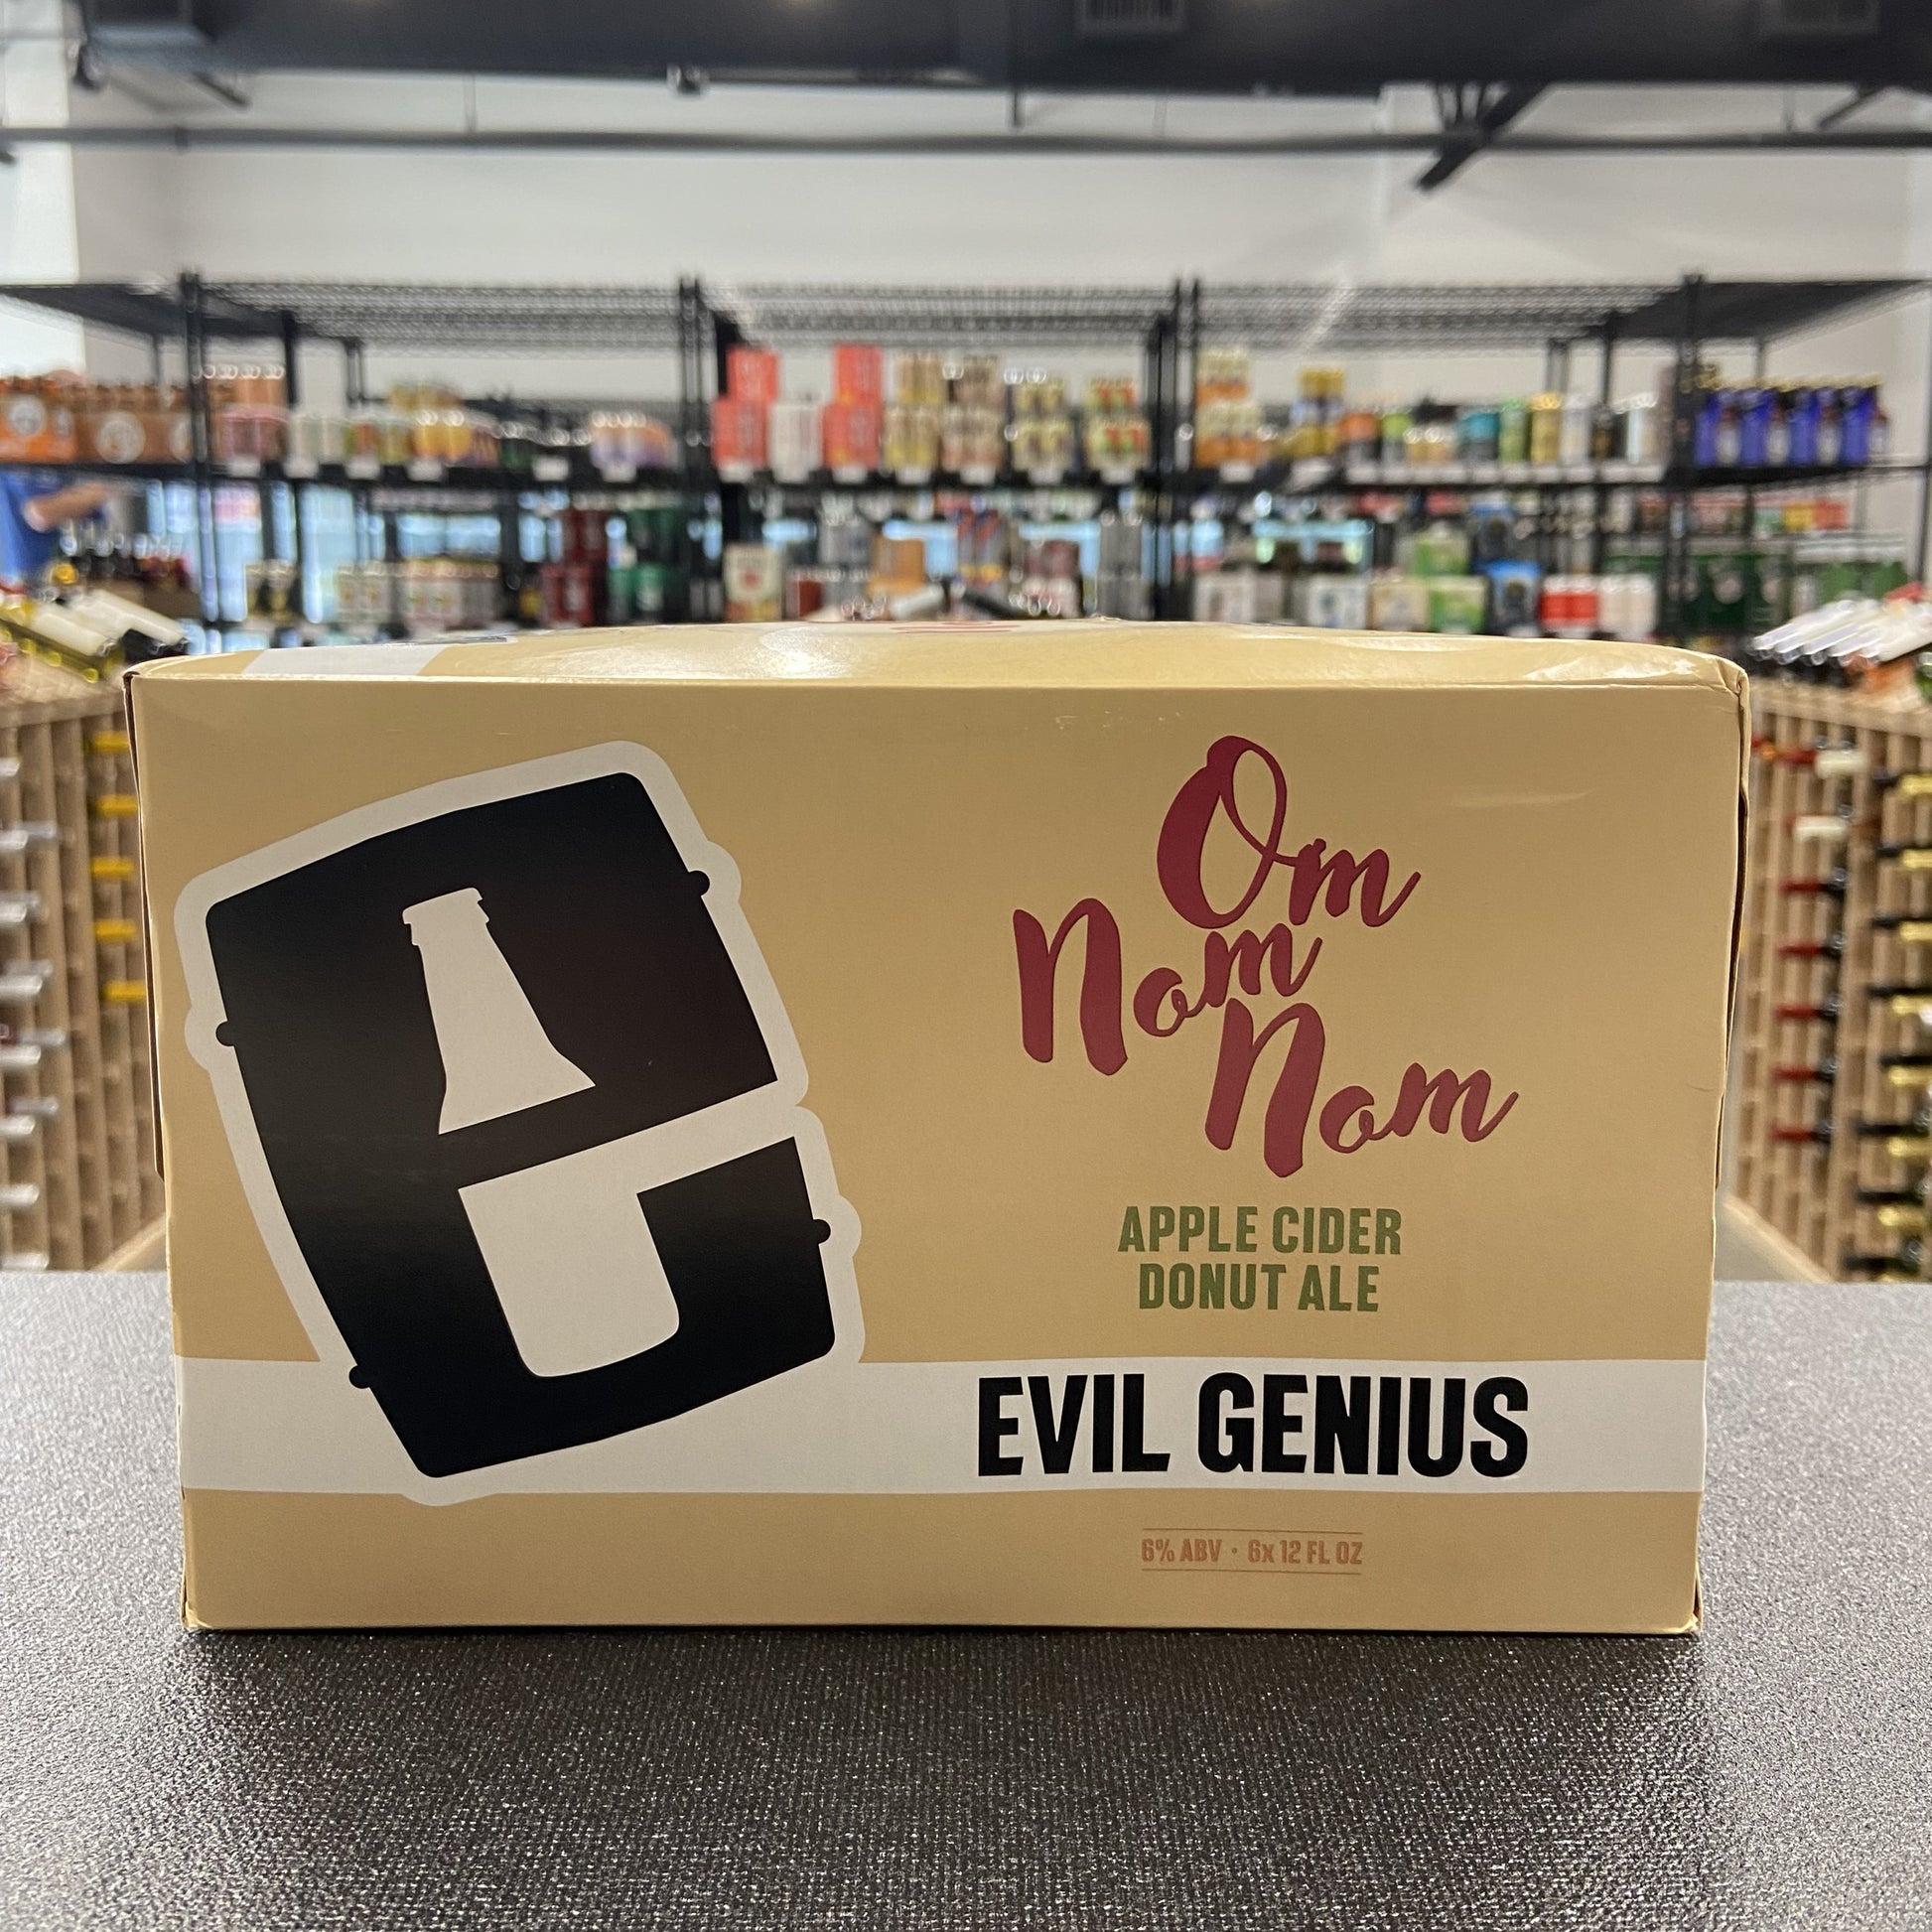 Om
Nom
Nom
APPLE CIDER
DONUT ALE
EVIL GENIUS
6% ABV • 6x 12 FL OZ